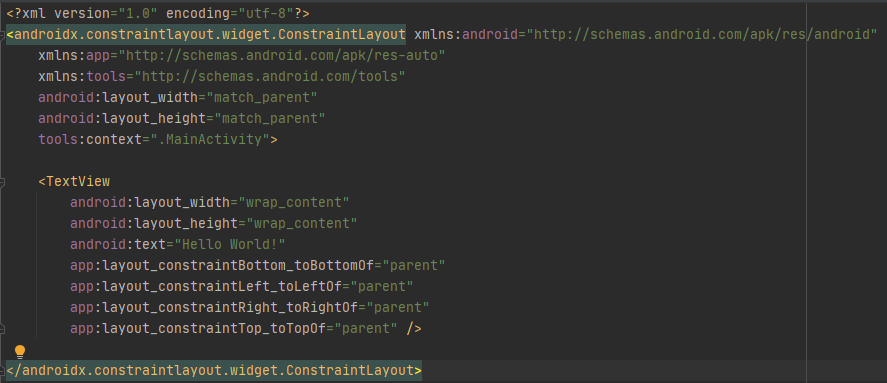 <?xml version="1.0" encoding="utf-8"?>
<androidx.constraintlayout.widget.ConstraintLayout xmlns:android="http://schemas.android.com/apk/res/android"
    xmlns:app="http://schemas.android.com/apk/res-auto"
    xmlns:tools="http://schemas.android.com/tools"
    android:layout_width="match_parent"
    android:layout_height="match_parent"
    tools:context=".MainActivity">

    <TextView
        android:layout_width="wrap_content"
        android:layout_height="wrap_content"
        android:text="Hello World!"
        app:layout_constraintBottom_toBottomOf="parent"
        app:layout_constraintLeft_toLeftOf="parent"
        app:layout_constraintRight_toRightOf="parent"
        app:layout_constraintTop_toTopOf="parent" />

</androidx.constraintlayout.widget.ConstraintLayout>